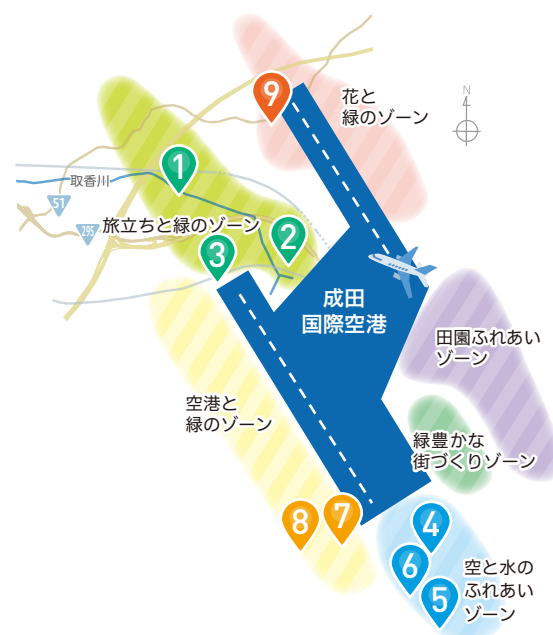 9
花と
緑のゾーン
N
1
取香川
51
295
旅立ちと緑のゾーン
2
3
成田
国際空港
田園ふれあい
ゾーン
空港と
緑のゾーン
緑豊かな
街づくりゾーン
8
7
4
6
5
空と水の
ふれあい
ゾーン